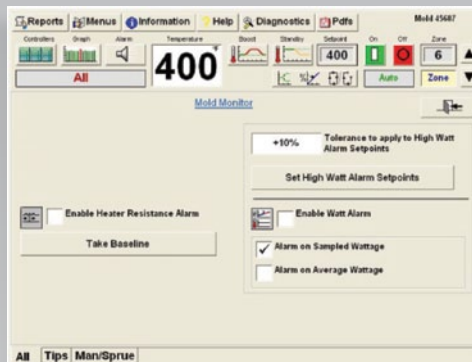 Reports Menus Information Help Diagnostics Pdfs Mold 45607
Controllers Graph Alarm Temperature Boost Standby Setpoint On Off Zone
400° 400 6
All Auto Zone
Mold Monitor
+10% Tolerance to apply to High Watt
Alarm Setpoints
Set High Watt Alarm Setpoints
Enable Heater Resistance Alarm Enable Watt Alarm
Take Baseline
Alarm on Sampled Wattage
Alarm on Average Wattage
All Tips Man/Sprue